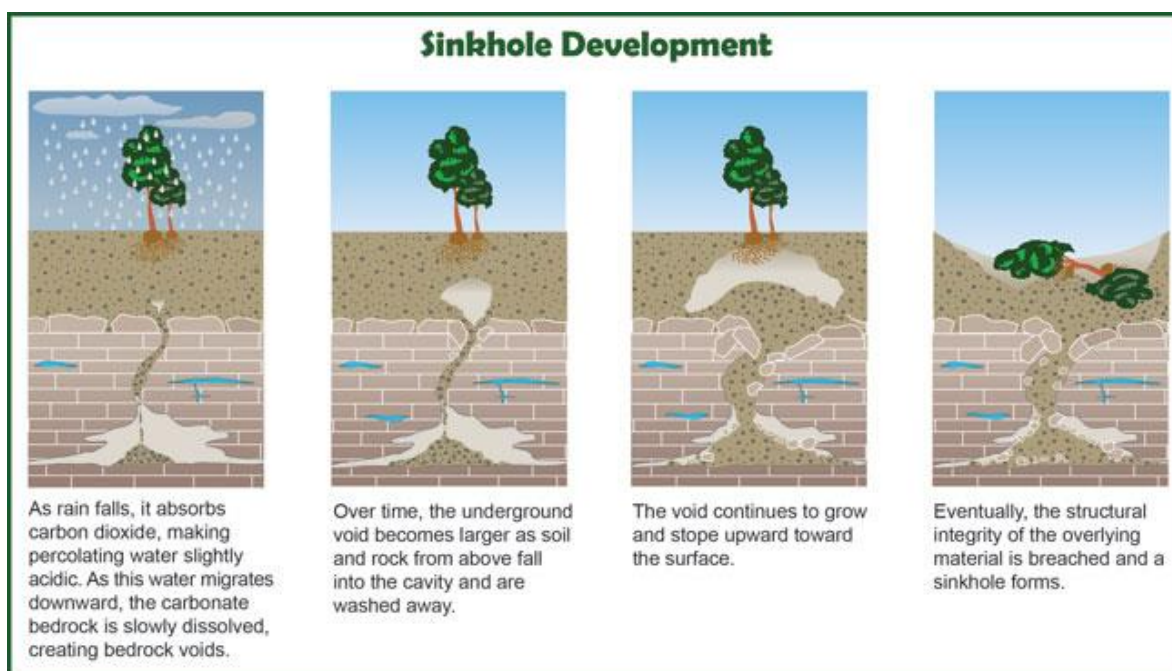 Sinkhole Development
As rain falls, it absorbs
carbon dioxide, making
percolating water slightly
acidic. As this water migrates
downward, the carbonate
bedrock is slowly dissolved,
creating bedrock voids.
Over time, the underground
void becomes larger as soil
and rock from above fall
into the cavity and are
washed away.
The void continues to grow
and stope upward toward
the surface.
Eventually, the structural
integrity of the overlying
material is breached and a
sinkhole forms.